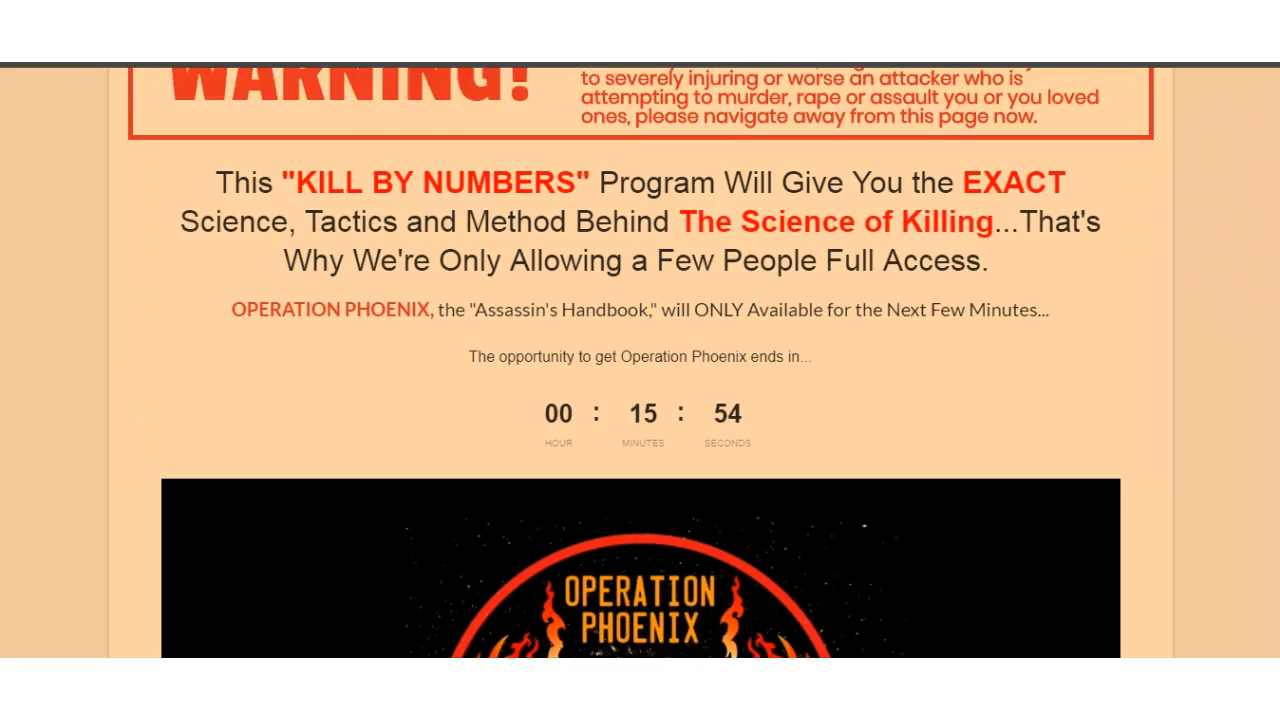 WARNING!
to severely injuring or worse an attacker who is
attempting to murder, rape or assault you or you loved
ones, please navigate away from this page now.
This "KILL BY NUMBERS" Program Will Give You the EXACT
Science, Tactics and Method Behind The Science of Killing...That's
Why We're Only Allowing a Few People Full Access.
OPERATION PHOENIX, the "Assassin's Handbook," will ONLY Available for the Next Few Minutes...
The opportunity to get Operation Phoenix ends in...
00 : 15 : 54
HOUR MINUTES SECONDS
OPERATION
PHOENIX